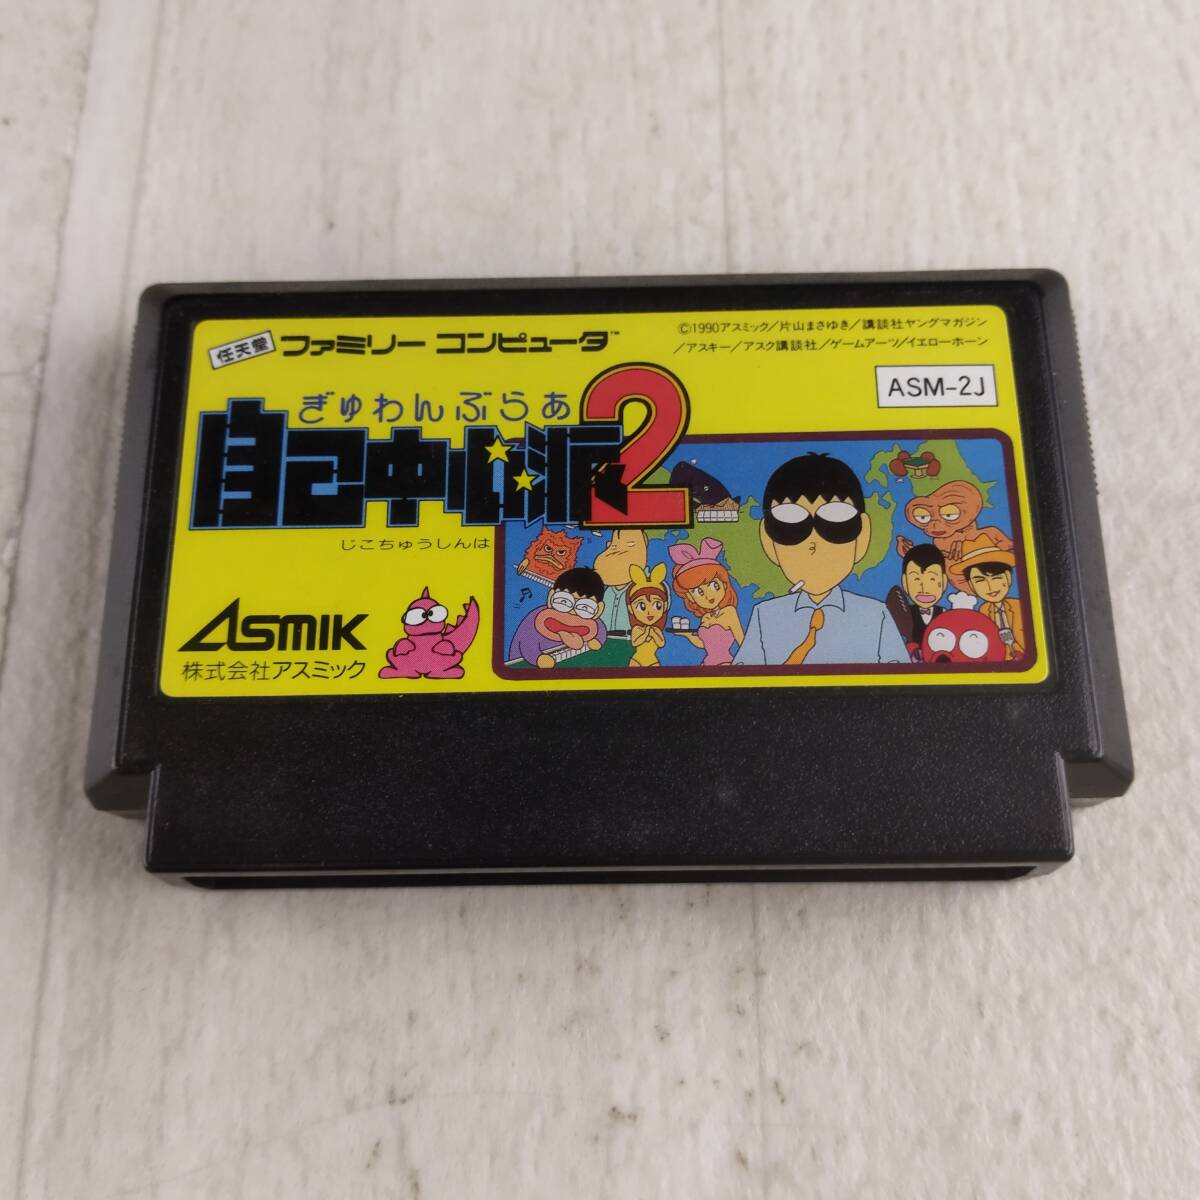 任天堂 ファミリー コンピュータ™
©1990アスミック/片山まさゆき/講談社ヤングマガジン
/アスキー/アスク講談社/ゲームアーツ/イエローホーン
ASM-2J
ぎゅわんぶらあ
自己中心派2
じこちゅうしんは
ASMIK
株式会社アスミック